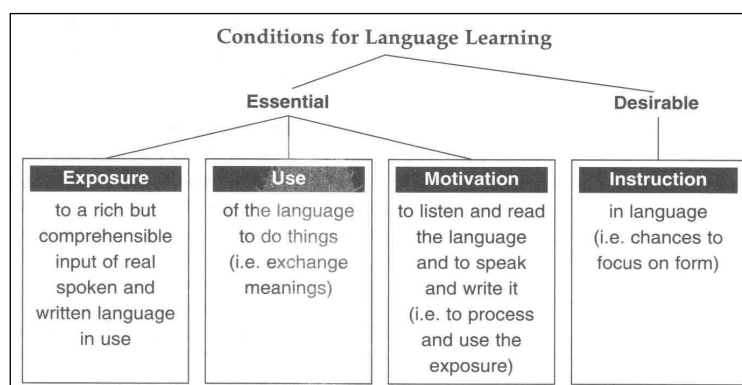 Conditions for Language Learning
Essential
Desirable
Exposure
to a rich but
comprehensible
input of real
spoken and
written language
in use
Use
of the language
to do things
(i.e. exchange
meanings)
Motivation
to listen and read
the language
and to speak
and write it
(i.e. to process
and use the
exposure)
Instruction
in language
(i.e. chances to
focus on form)